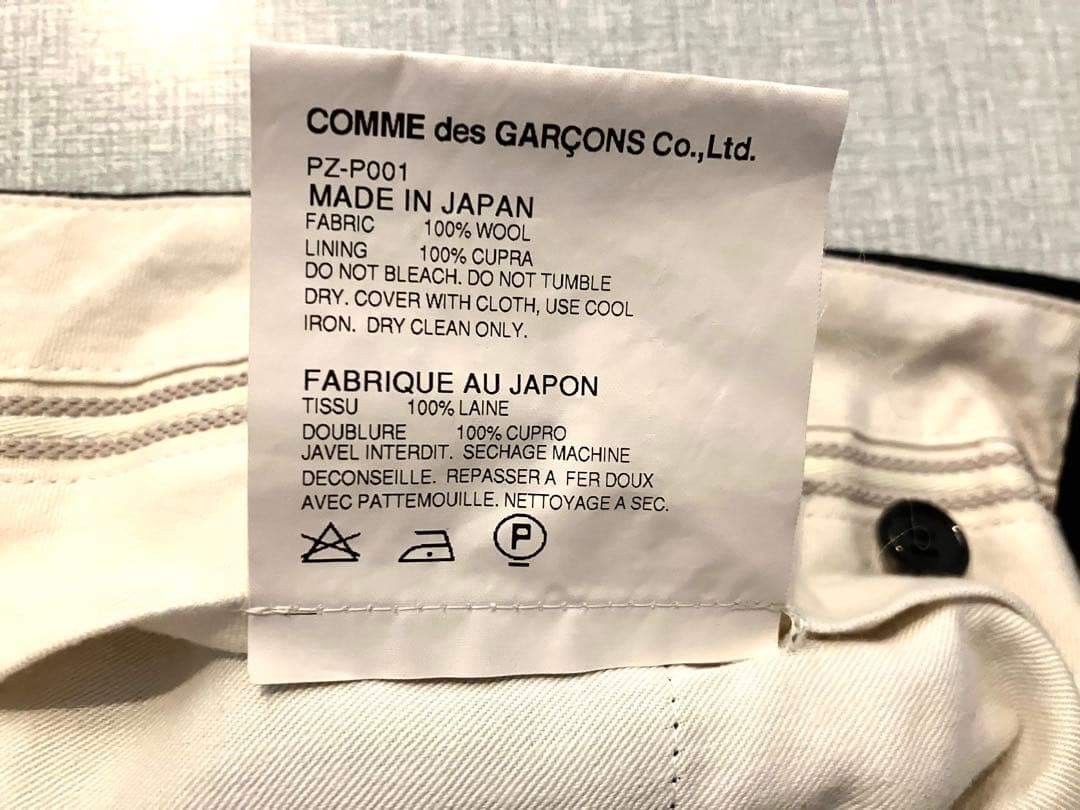 COMME des GARÇONS Co.,Ltd.
PZ-P001
MADE IN JAPAN
FABRIC 100% WOOL
LINING 100% CUPRA
DO NOT BLEACH. DO NOT TUMBLE
DRY. COVER WITH CLOTH, USE COOL
IRON. DRY CLEAN ONLY.
FABRIQUE AU JAPON
TISSU 100% LAINE
DOUBLURE 100% CUPRO
JAVEL INTERDIT. SECHAGE MACHINE
DECONSEILLE. REPASSER A FER DOUX
AVEC PATTEMOUILLE. NETTOYAGE A SEC.
P